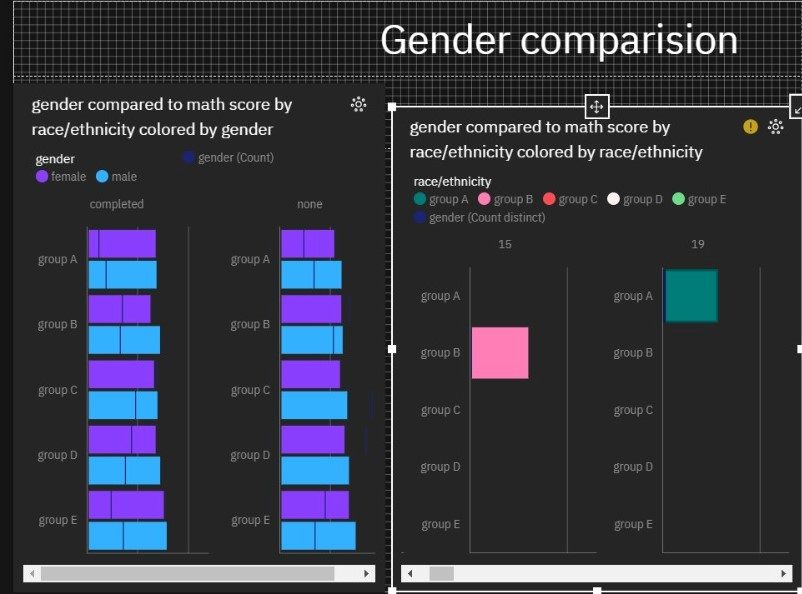 Gender comparision
gender compared to math score by
race/ethnicity colored by gender
gender
gender (Count)
female male
completed none
group A
group B
group C
group D
group E
group A
group B
group C
group D
group E
gender compared to math score by
race/ethnicity colored by race/ethnicity
race/ethnicity
group A group B group C group D group E
gender (Count distinct)
15 19
group A
group B
group C
group D
group E
group A
group B
group C
group D
group E